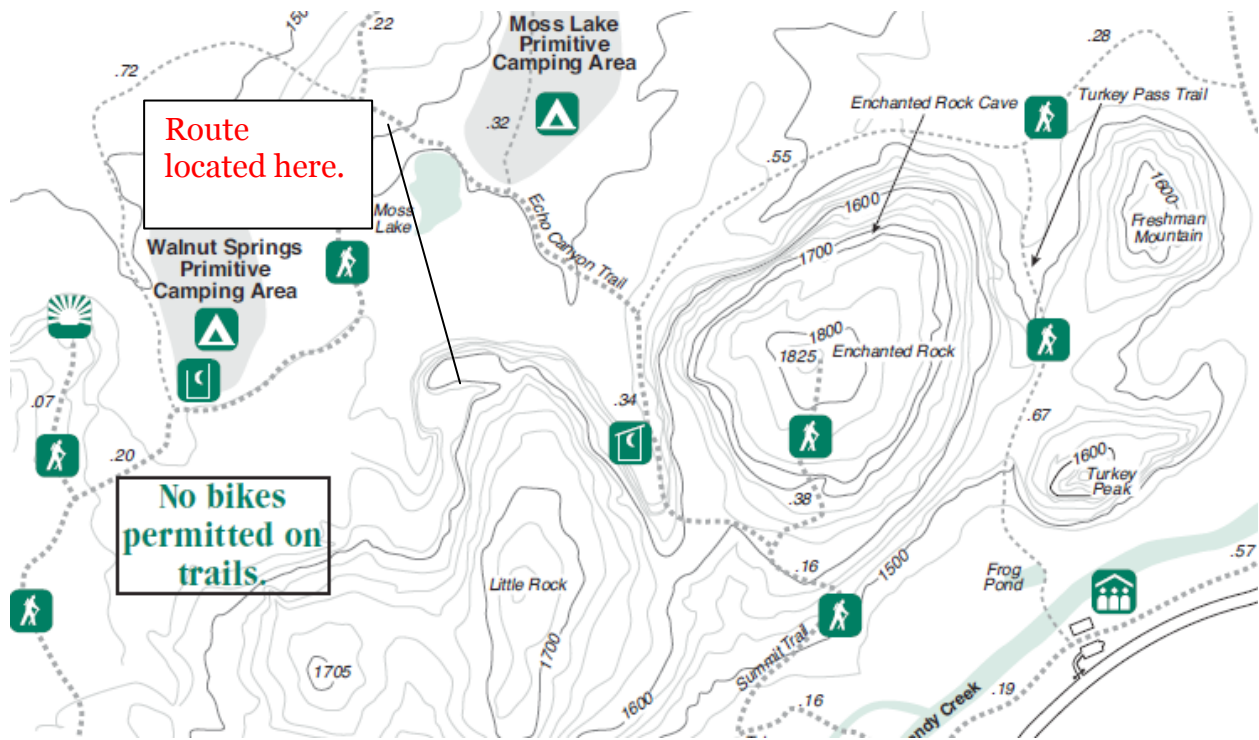 150
.22
Moss Lake
Primitive
Camping Area
.28
.72
Enchanted Rock Cave
Turkey Pass Trail
Route
located here.
.32
.55
1600
1600
Moss
Lake
Echo Canyon Trail
Freshman
Mountain
Walnut Springs
Primitive
Camping Area
1700
1800
1825
Enchanted Rock
.07
.34
.67
.20
1600
Turkey
Peak
No bikes
permitted on
trails.
.38
.57
Little Rock
.16
1500
Frog
Pond
1705
1700
Summit Trail
1600
.16
.19
ndy Creek